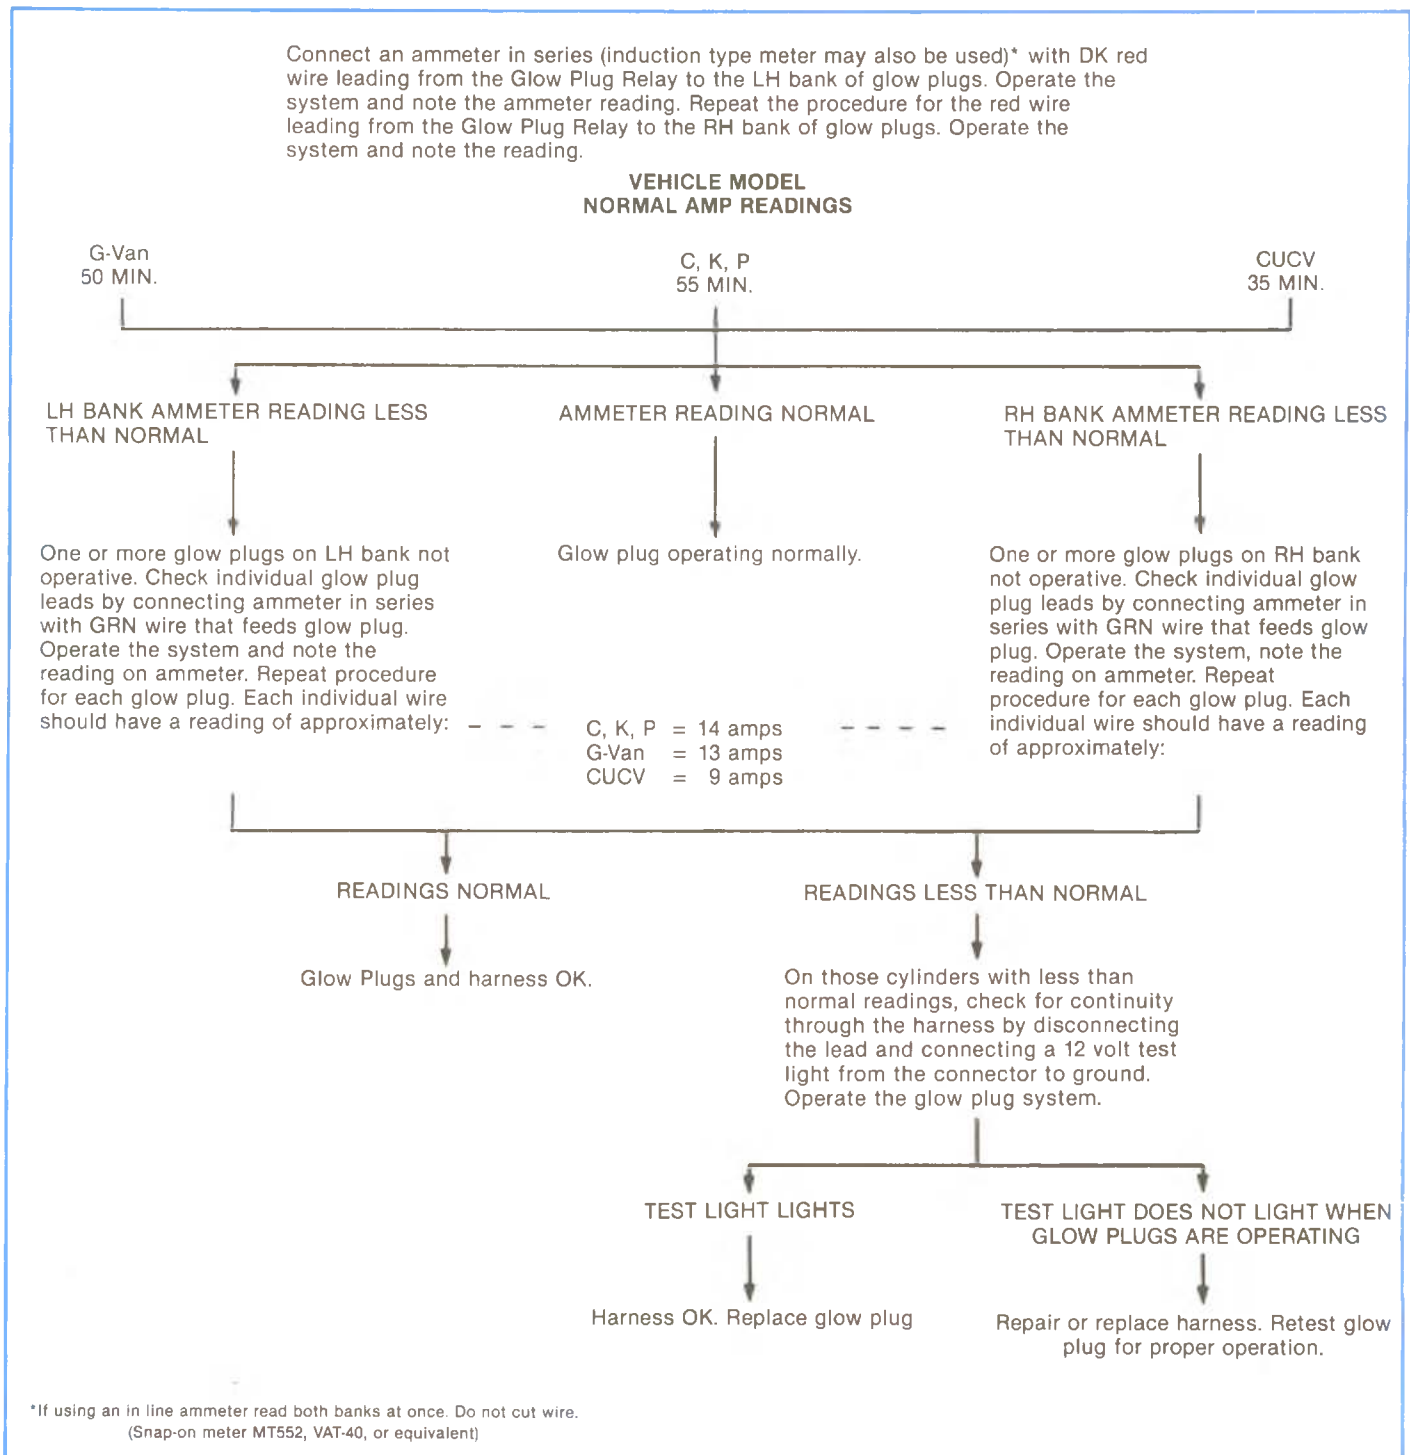 Connect an ammeter in series (induction type meter may also be used)* with DK red
wire leading from the Glow Plug Relay to the LH bank of glow plugs. Operate the
system and note the ammeter reading. Repeat the procedure for the red wire
leading from the Glow Plug Relay to the RH bank of glow plugs. Operate the
system and note the reading.
VEHICLE MODEL
NORMAL AMP READINGS
G-Van
50 MIN.
C, K, P
55 MIN.
CUCV
35 MIN.
LH BANK AMMETER READING LESS
THAN NORMAL
AMMETER READING NORMAL
RH BANK AMMETER READING LESS
THAN NORMAL
One or more glow plugs on LH bank not
operative. Check individual glow plug
leads by connecting ammeter in series
with GRN wire that feeds glow plug.
Operate the system and note the
reading on ammeter. Repeat procedure
for each glow plug. Each individual wire
should have a reading of approximately:
Glow plug operating normally.
One or more glow plugs on RH bank
not operative. Check individual glow
plug leads by connecting ammeter in
series with GRN wire that feeds glow
plug. Operate the system, note the
reading on ammeter. Repeat
procedure for each glow plug. Each
individual wire should have a reading
of approximately:
C, K, P = 14 amps
G-Van = 13 amps
CUCV = 9 amps
READINGS NORMAL
READINGS LESS THAN NORMAL
Glow Plugs and harness OK.
On those cylinders with less than
normal readings, check for continuity
through the harness by disconnecting
the lead and connecting a 12 volt test
light from the connector to ground.
Operate the glow plug system.
TEST LIGHT LIGHTS
TEST LIGHT DOES NOT LIGHT WHEN
GLOW PLUGS ARE OPERATING
Harness OK. Replace glow plug
Repair or replace harness. Retest glow
plug for proper operation.
*If using an in line ammeter read both banks at once. Do not cut wire.
(Snap-on meter MT552, VAT-40, or equivalent)